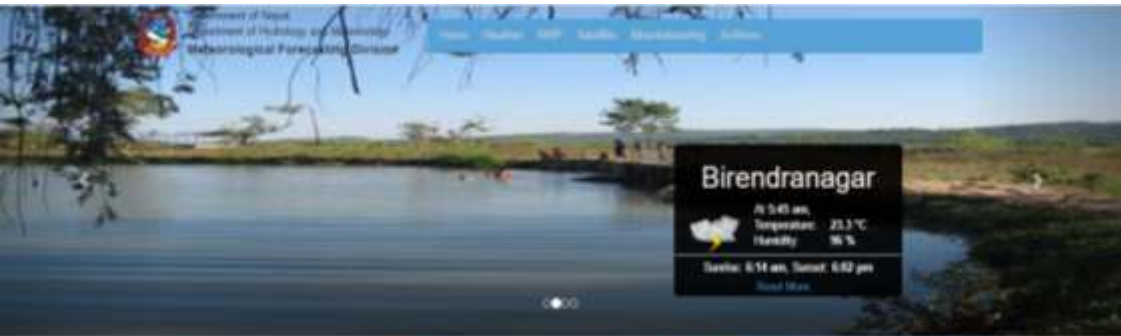 Government of Nepal
Department of Hydrology and Meteorology
Meteorological Forecasting Division
Home Weather NWP Satellite Archives
Birendranagar
At 5:45 am,
Temperature: 23.3 °C
Humidity: 96 %
Sunrise: 6:14 am, Sunset: 6:02 pm
Read More